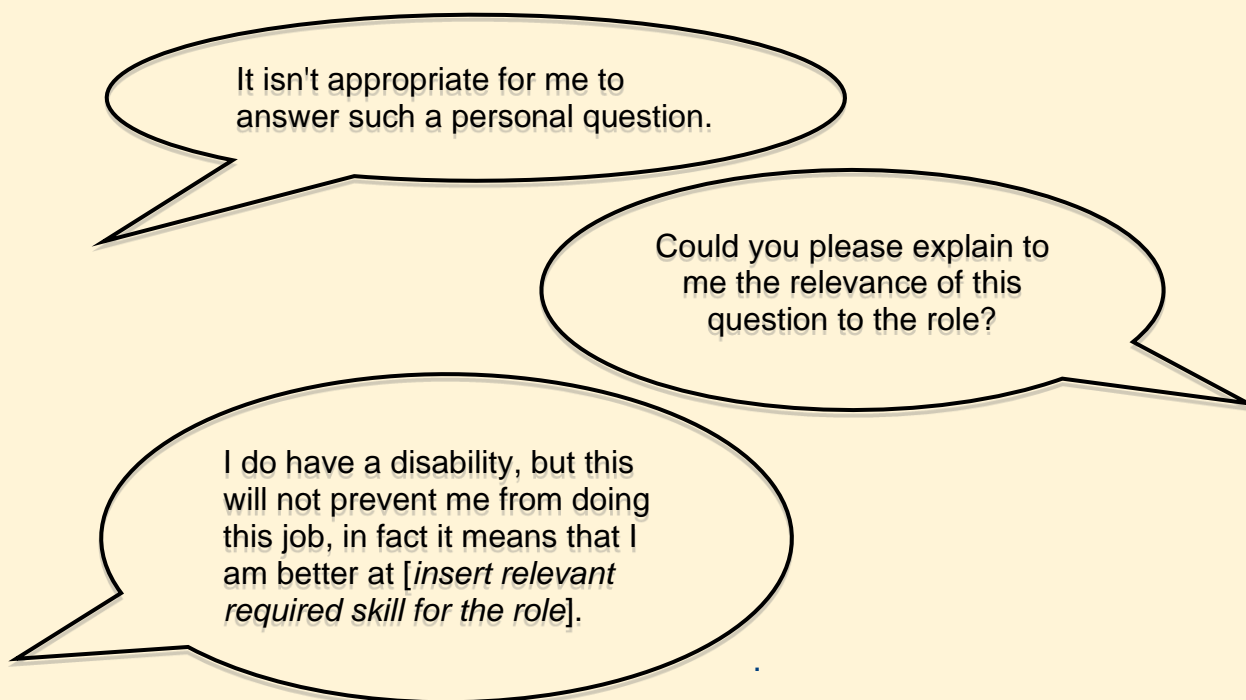 It isn't appropriate for me to
answer such a personal question.
Could you please explain to
me the relevance of this
question to the role?
I do have a disability, but this
will not prevent me from doing
this job, in fact it means that I
am better at [insert relevant
required skill for the role].
.